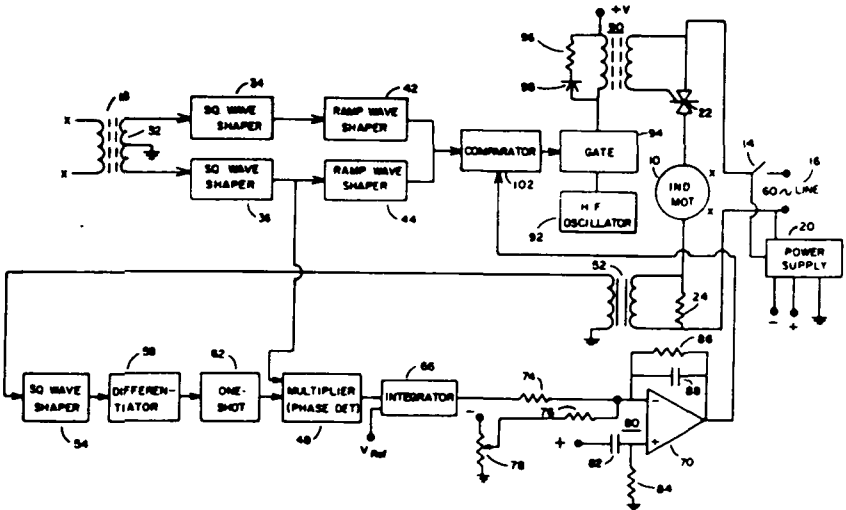 +V
90
96
98
18
34
42
X
32
SQ. WAVE
SHAPER
RAMP WAVE
SHAPER
94
22
COMPARATOR
GATE
14
16
10
X
60~LINE
X
SQ. WAVE
SHAPER
RAMP WAVE
SHAPER
102
IND
MOT
X
36
44
H F
OSCILLATOR
92
20
POWER
SUPPLY
52
24
- +
58
62
66
86
74
88
SQ WAVE
SHAPER
DIFFEREN-
TIATOR
ONE-
SHOT
MULTIPLIER
(PHASE DET)
INTEGRATOR
76
-
-
80
54
48
V Ref
78
+
82
+
70
84